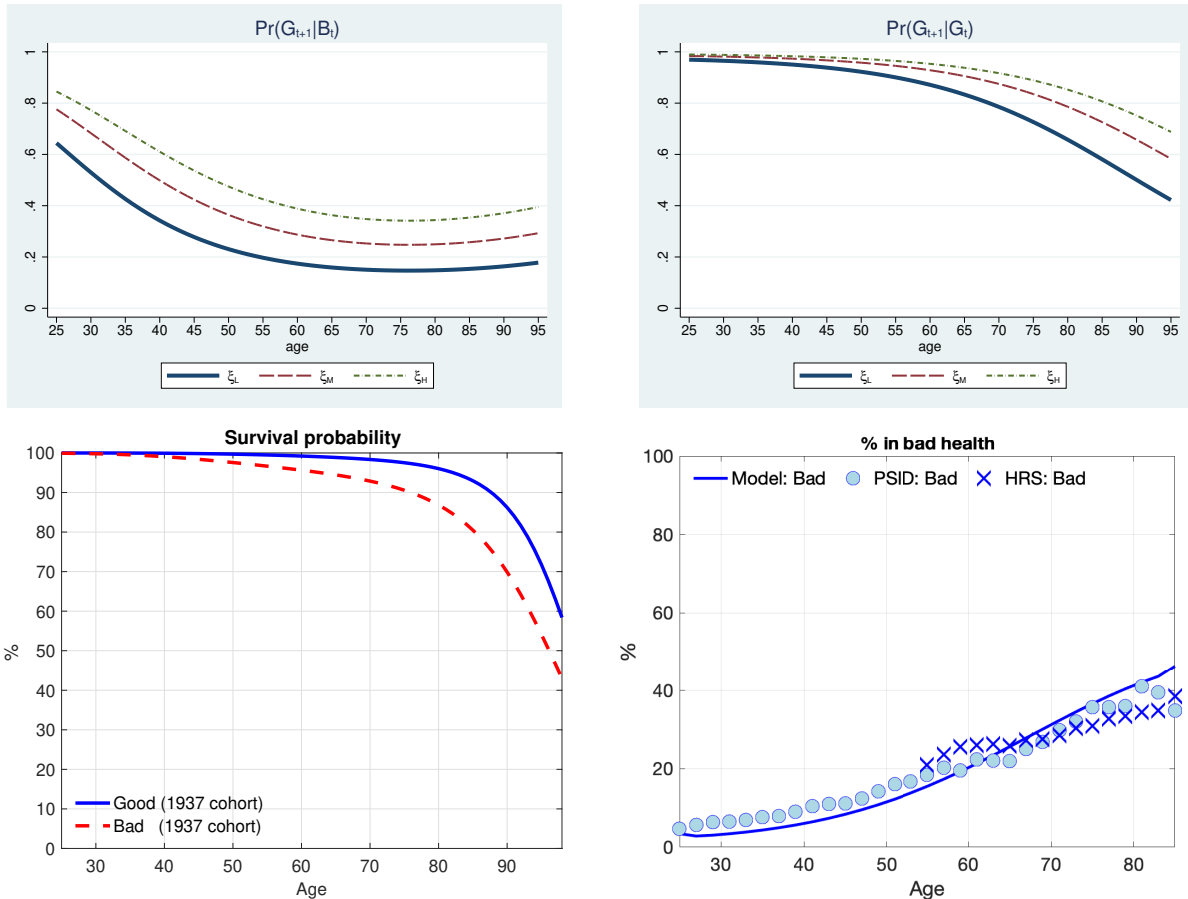 Pr(Gₜ₊₁|Bₜ)
1
.8
.6
.4
.2
0
25 30 35 40 45 50 55 60 65 70 75 80 85 90 95
age
ξL ξM ξH
Pr(Gₜ₊₁|Gₜ)
1
.8
.6
.4
.2
0
25 30 35 40 45 50 55 60 65 70 75 80 85 90 95
age
ξL ξM ξH
Survival probability
100
90
80
70
60
50
40
30
20
10
0
%
Good (1937 cohort)
Bad (1937 cohort)
30 40 50 60 70 80 90
Age
% in bad health
100
80
60
40
20
0
%
Model: Bad PSID: Bad HRS: Bad
30 40 50 60 70 80
Age